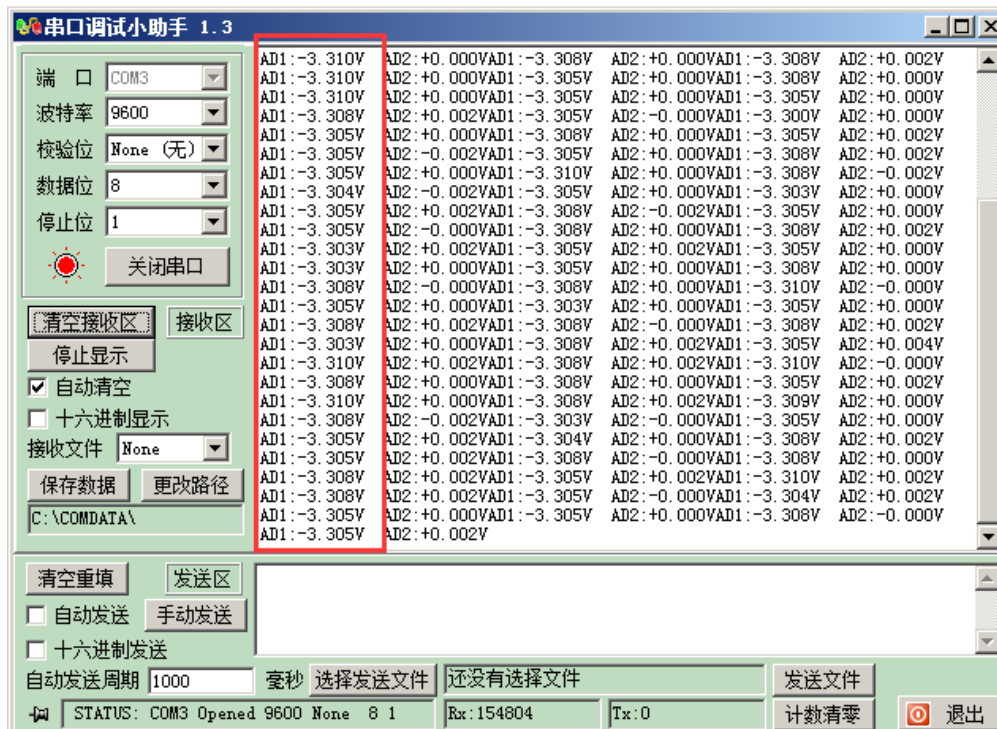 串口调试小助手 1.3
端 口 COM3
波特率 9600
校验位 None (无)
数据位 8
停止位 1
关闭串口
清空接收区 接收区
停止显示
自动清空
十六进制显示
接收文件 None
保存数据 更改路径
C:\COMDATA\
AD1:-3.310V AD2:+0.000VAD1:-3.308V AD2:+0.000VAD1:-3.308V AD2:+0.002V
AD1:-3.310V AD2:+0.000VAD1:-3.305V AD2:+0.000VAD1:-3.308V AD2:+0.000V
AD1:-3.310V AD2:+0.000VAD1:-3.305V AD2:+0.000VAD1:-3.305V AD2:+0.000V
AD1:-3.308V AD2:+0.002VAD1:-3.305V AD2:-0.000VAD1:-3.300V AD2:+0.000V
AD1:-3.305V AD2:+0.000VAD1:-3.308V AD2:+0.000VAD1:-3.305V AD2:+0.002V
AD1:-3.305V AD2:-0.002VAD1:-3.305V AD2:+0.000VAD1:-3.308V AD2:+0.002V
AD1:-3.305V AD2:+0.000VAD1:-3.310V AD2:+0.000VAD1:-3.308V AD2:-0.002V
AD1:-3.304V AD2:-0.002VAD1:-3.305V AD2:+0.000VAD1:-3.303V AD2:+0.000V
AD1:-3.305V AD2:+0.002VAD1:-3.308V AD2:-0.002VAD1:-3.305V AD2:+0.000V
AD1:-3.305V AD2:-0.000VAD1:-3.305V AD2:-0.000VAD1:-3.308V AD2:+0.002V
AD1:-3.303V AD2:+0.002VAD1:-3.305V AD2:+0.002VAD1:-3.305V AD2:+0.000V
AD1:-3.303V AD2:+0.000VAD1:-3.305V AD2:+0.000VAD1:-3.308V AD2:+0.000V
AD1:-3.308V AD2:-0.000VAD1:-3.305V AD2:+0.000VAD1:-3.310V AD2:-0.000V
AD1:-3.305V AD2:+0.000VAD1:-3.303V AD2:+0.000VAD1:-3.305V AD2:+0.000V
AD1:-3.308V AD2:+0.002VAD1:-3.308V AD2:-0.000VAD1:-3.308V AD2:+0.002V
AD1:-3.303V AD2:+0.000VAD1:-3.308V AD2:+0.002VAD1:-3.305V AD2:+0.004V
AD1:-3.310V AD2:+0.000VAD1:-3.308V AD2:+0.002VAD1:-3.310V AD2:-0.000V
AD1:-3.308V AD2:+0.000VAD1:-3.308V AD2:+0.000VAD1:-3.305V AD2:+0.002V
AD1:-3.310V AD2:+0.000VAD1:-3.308V AD2:+0.002VAD1:-3.309V AD2:+0.000V
AD1:-3.308V AD2:-0.002VAD1:-3.303V AD2:-0.000VAD1:-3.305V AD2:+0.000V
AD1:-3.305V AD2:+0.002VAD1:-3.304V AD2:+0.000VAD1:-3.308V AD2:+0.002V
AD1:-3.305V AD2:+0.002VAD1:-3.308V AD2:-0.000VAD1:-3.308V AD2:+0.000V
AD1:-3.308V AD2:-0.000VAD1:-3.305V AD2:+0.002VAD1:-3.310V AD2:+0.002V
AD1:-3.308V AD2:+0.002VAD1:-3.305V AD2:-0.000VAD1:-3.304V AD2:+0.002V
AD1:-3.305V AD2:+0.000VAD1:-3.305V AD2:+0.000VAD1:-3.308V AD2:-0.000V
AD1:-3.305V AD2:+0.002V
清空重填 发送区
自动发送 手动发送
十六进制发送
自动发送周期 1000 毫秒 选择发送文件 还没有选择文件 发送文件
STATUS: COM3 Opened 9600 None 8 1 Rx:154804 Tx:0 计数清零 退出